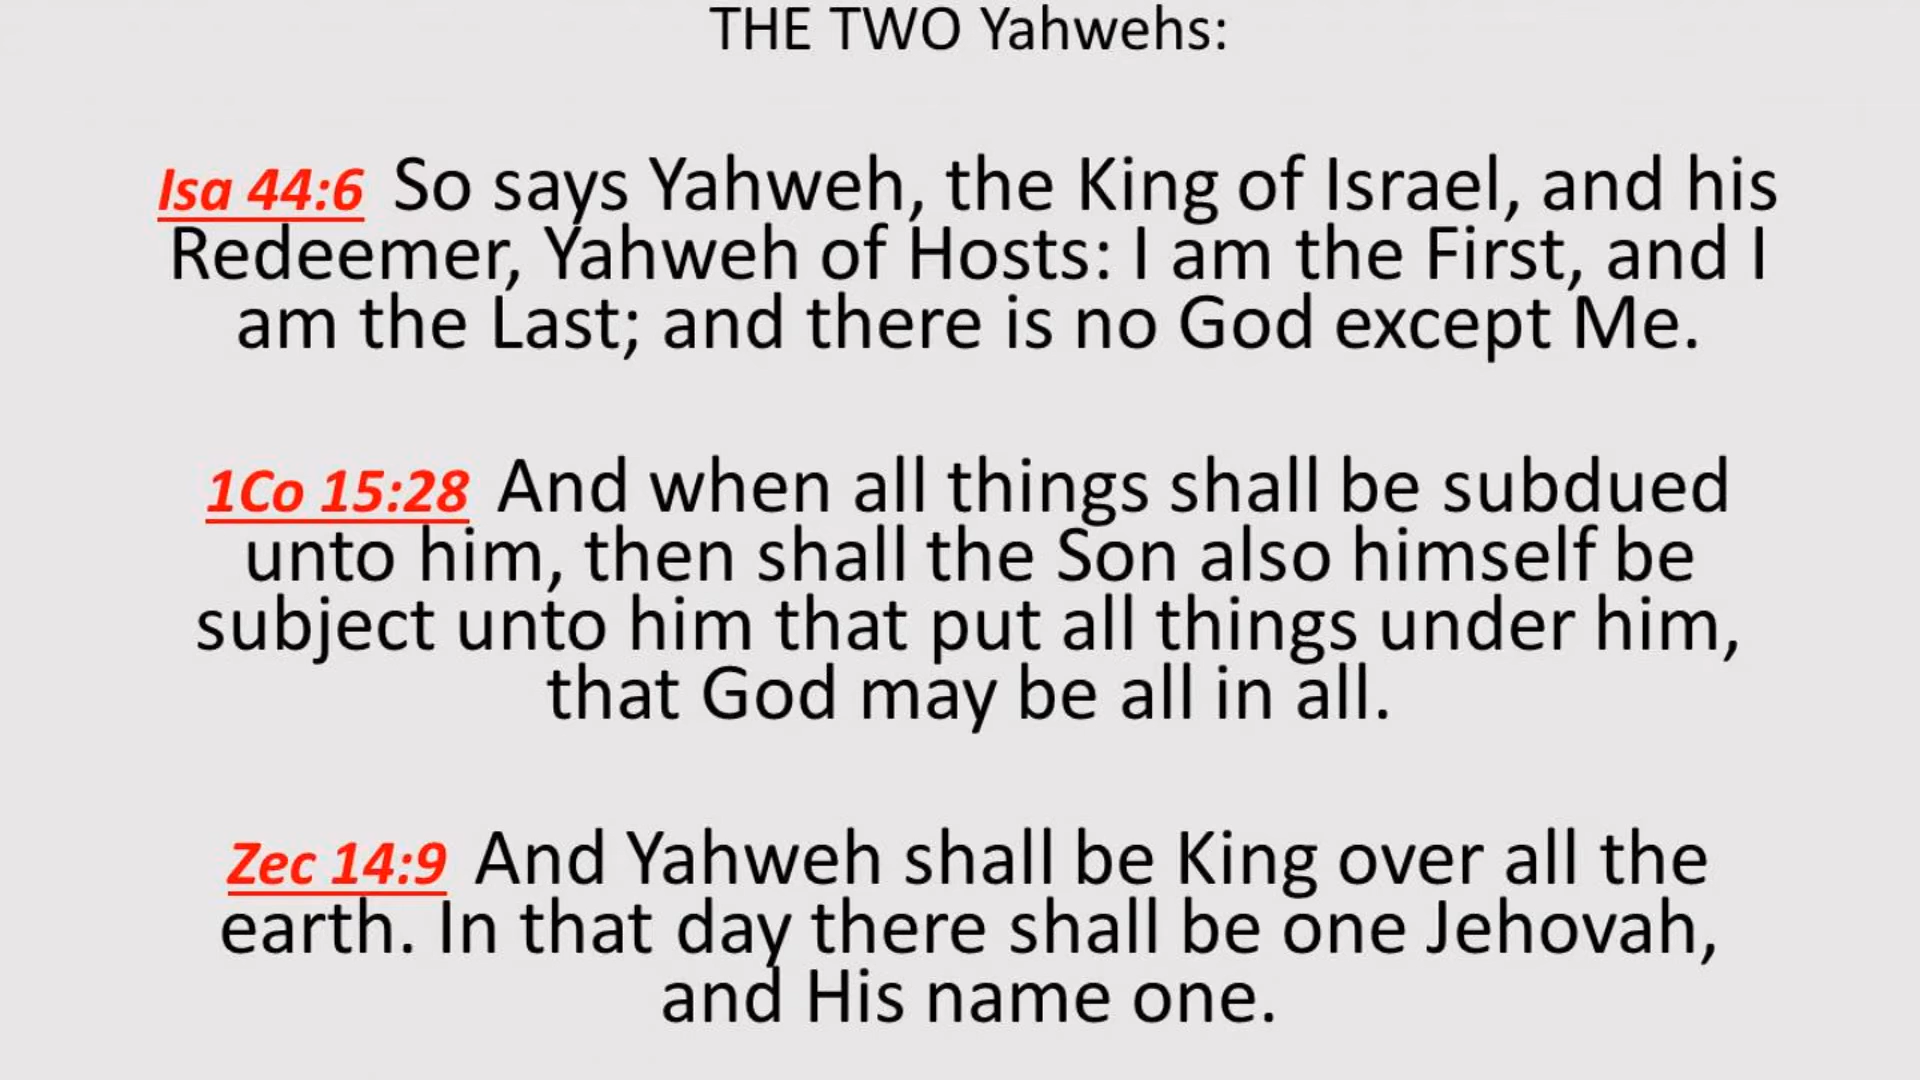 THE TWO Yahwehs:
Isa 44:6 So says Yahweh, the King of Israel, and his
Redeemer, Yahweh of Hosts: I am the First, and I
am the Last; and there is no God except Me.
1Co 15:28 And when all things shall be subdued
unto him, then shall the Son also himself be
subject unto him that put all things under him,
that God may be all in all.
Zec 14:9 And Yahweh shall be King over all the
earth. In that day there shall be one Jehovah,
and His name one.